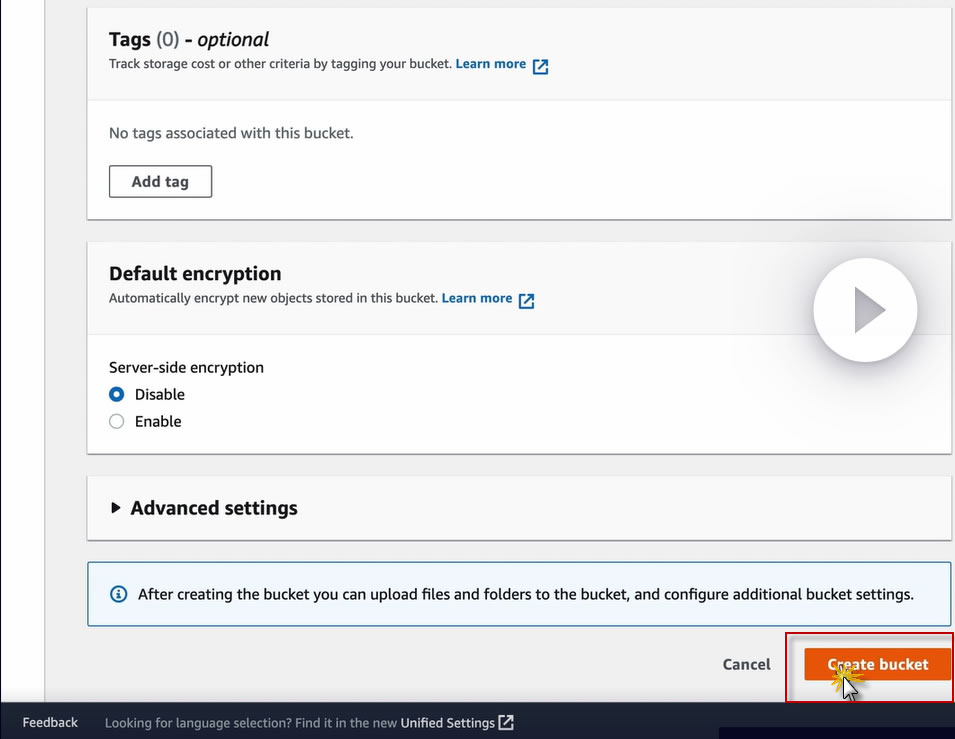 Tags (0) - optional
Track storage cost or other criteria by tagging your bucket. Learn more
No tags associated with this bucket.
Add tag
Default encryption
Automatically encrypt new objects stored in this bucket. Learn more
Server-side encryption
Disable
Enable
Advanced settings
After creating the bucket you can upload files and folders to the bucket, and configure additional bucket settings.
Cancel Create bucket
Feedback Looking for language selection? Find it in the new Unified Settings